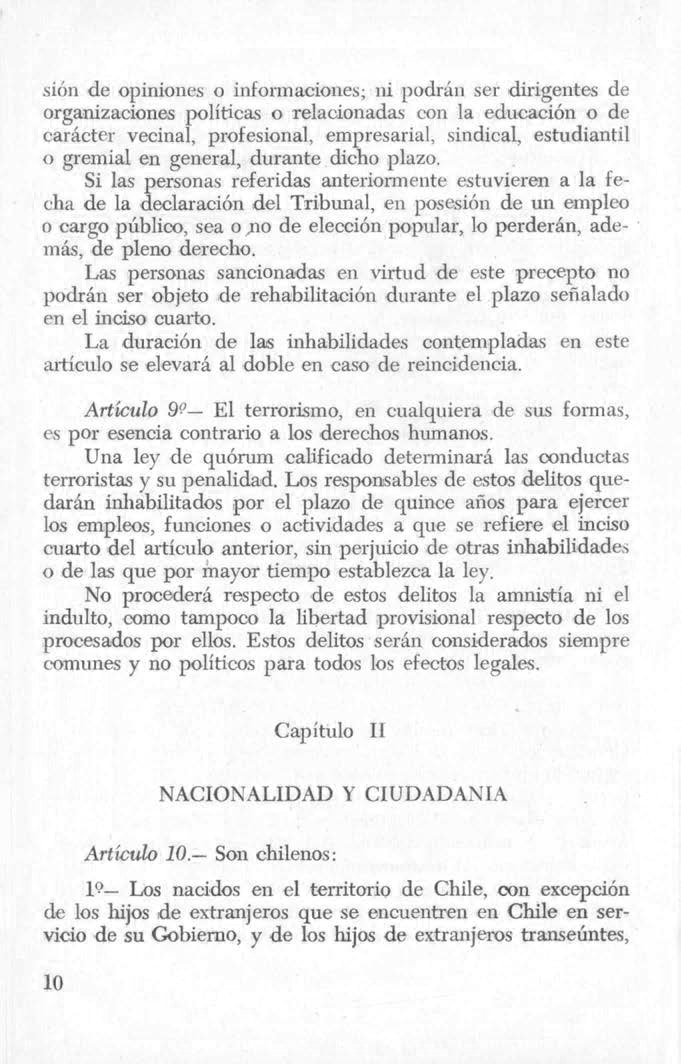 sión de opiniones o informaciones; ni podrán ser dirigentes de
organizaciones políticas o relacionadas con la educación o de
carácter vecinal, profesional, empresarial, sindical, estudiantil
o gremial en general, durante dicho plazo.
Si las personas referidas anteriormente estuvieren a la fe-
cha de la declaración del Tribunal, en posesión de un empleo
o cargo público, sea o no de elección popular, lo perderán, ade-
más, de pleno derecho.
Las personas sancionadas en virtud de este precepto no
podrán ser objeto de rehabilitación durante el plazo señalado
en el inciso cuarto.
La duración de las inhabilidades contempladas en este
artículo se elevará al doble en caso de reincidencia.
Artículo 9º— El terrorismo, en cualquiera de sus formas,
es por esencia contrario a los derechos humanos.
Una ley de quórum calificado determinará las conductas
terroristas y su penalidad. Los responsables de estos delitos que-
darán inhabilitados por el plazo de quince años para ejercer
los empleos, funciones o actividades a que se refiere el inciso
cuarto del artículo anterior, sin perjuicio de otras inhabilidades
o de las que por mayor tiempo establezca la ley.
No procederá respecto de estos delitos la amnistía ni el
indulto, como tampoco la libertad provisional respecto de los
procesados por ellos. Estos delitos serán considerados siempre
comunes y no políticos para todos los efectos legales.
Capítulo II
NACIONALIDAD Y CIUDADANIA
Artículo 10.— Son chilenos:
1º— Los nacidos en el territorio de Chile, con excepción
de los hijos de extranjeros que se encuentren en Chile en ser-
vicio de su Gobierno, y de los hijos de extranjeros transeúntes,
10